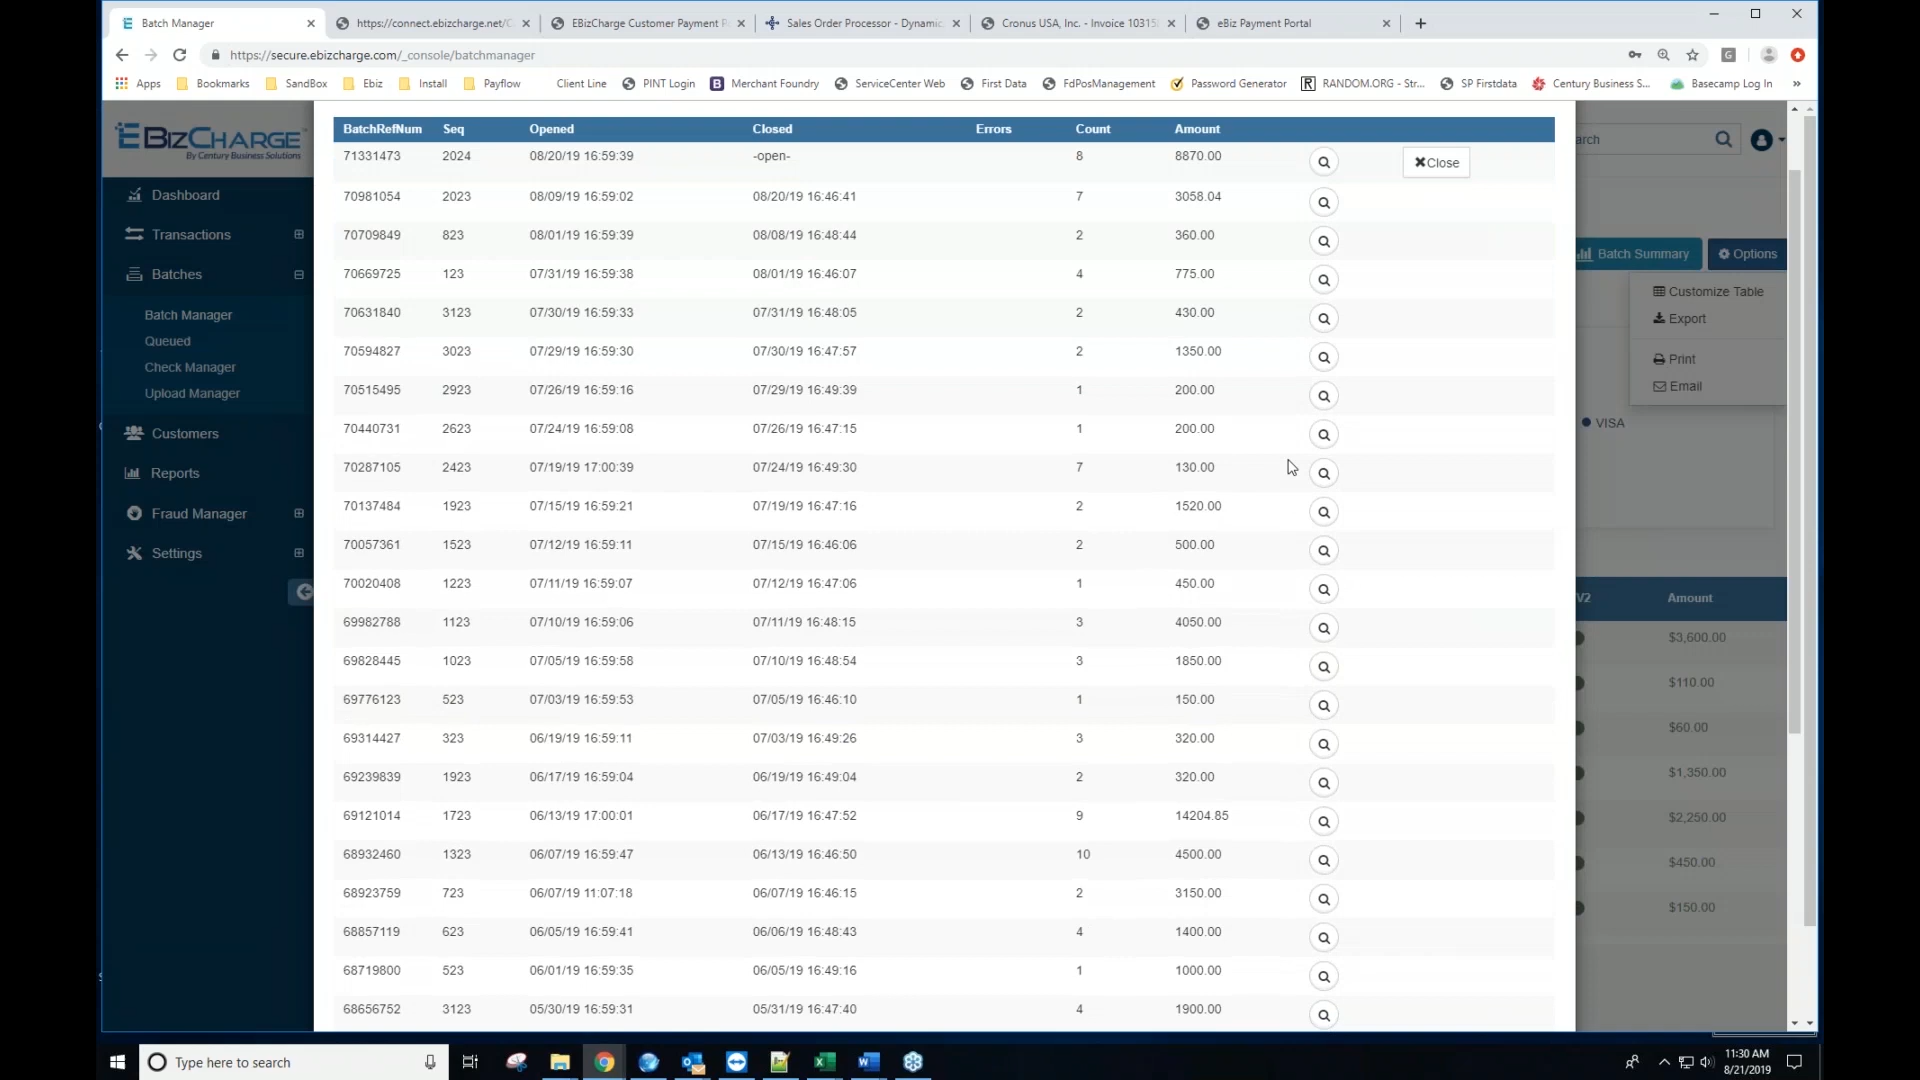 Batch Manager
https://connect.ebizcharge.net/
EBizCharge Customer Payment
Sales Order Processor - Dynamic
Cronus USA, Inc. - Invoice 10315
eBiz Payment Portal
https://secure.ebizcharge.com/_console/batchmanager
Apps Bookmarks SandBox Ebiz Install Payflow Client Line PINT Login Merchant Foundry ServiceCenter Web First Data FdPosManagement Password Generator RANDOM.ORG - Str... SP Firstdata Century Business S... Basecamp Log In »
EBIZCHARGE
By Century Business Solutions
Dashboard
Transactions
Batches
Batch Manager
Queued
Check Manager
Upload Manager
Customers
Reports
Fraud Manager
Settings
BatchRefNum Seq Opened Closed Errors Count Amount
71331473 2024 08/20/19 16:59:39 -open- 8 8870.00 Close
70981054 2023 08/09/19 16:59:02 08/20/19 16:46:41 7 3058.04
70709849 823 08/01/19 16:59:39 08/08/19 16:48:44 2 360.00
70669725 123 07/31/19 16:59:38 08/01/19 16:46:07 4 775.00
70631840 3123 07/30/19 16:59:33 07/31/19 16:48:05 2 430.00
70594827 3023 07/29/19 16:59:30 07/30/19 16:47:57 2 1350.00
70515495 2923 07/26/19 16:59:16 07/29/19 16:49:39 1 200.00
70440731 2623 07/24/19 16:59:08 07/26/19 16:47:15 1 200.00
70287105 2423 07/19/19 17:00:39 07/24/19 16:49:30 7 130.00
70137484 1923 07/15/19 16:59:21 07/19/19 16:47:16 2 1520.00
70057361 1523 07/12/19 16:59:11 07/15/19 16:46:06 2 500.00
70020408 1223 07/11/19 16:59:07 07/12/19 16:47:06 1 450.00
69982788 1123 07/10/19 16:59:06 07/11/19 16:48:15 3 4050.00
69828445 1023 07/05/19 16:59:58 07/10/19 16:48:54 3 1850.00
69776123 523 07/03/19 16:59:53 07/05/19 16:46:10 1 150.00
69314427 323 06/19/19 16:59:11 07/03/19 16:49:26 3 320.00
69239839 1923 06/17/19 16:59:04 06/19/19 16:49:04 2 320.00
69121014 1723 06/13/19 17:00:01 06/17/19 16:47:52 9 14204.85
68932460 1323 06/07/19 16:59:47 06/13/19 16:46:50 10 4500.00
68923759 723 06/07/19 11:07:18 06/07/19 16:46:15 2 3150.00
68857119 623 06/05/19 16:59:41 06/06/19 16:48:43 4 1400.00
68719800 523 06/01/19 16:59:35 06/05/19 16:49:16 1 1000.00
68656752 3123 05/30/19 16:59:31 05/31/19 16:47:40 4 1900.00
arch
Batch Summary Options
Customize Table
Export
Print
Email
VISA
V2 Amount
$3,600.00
$110.00
$60.00
$1,350.00
$2,250.00
$450.00
$150.00
Type here to search
11:30 AM
8/21/2019